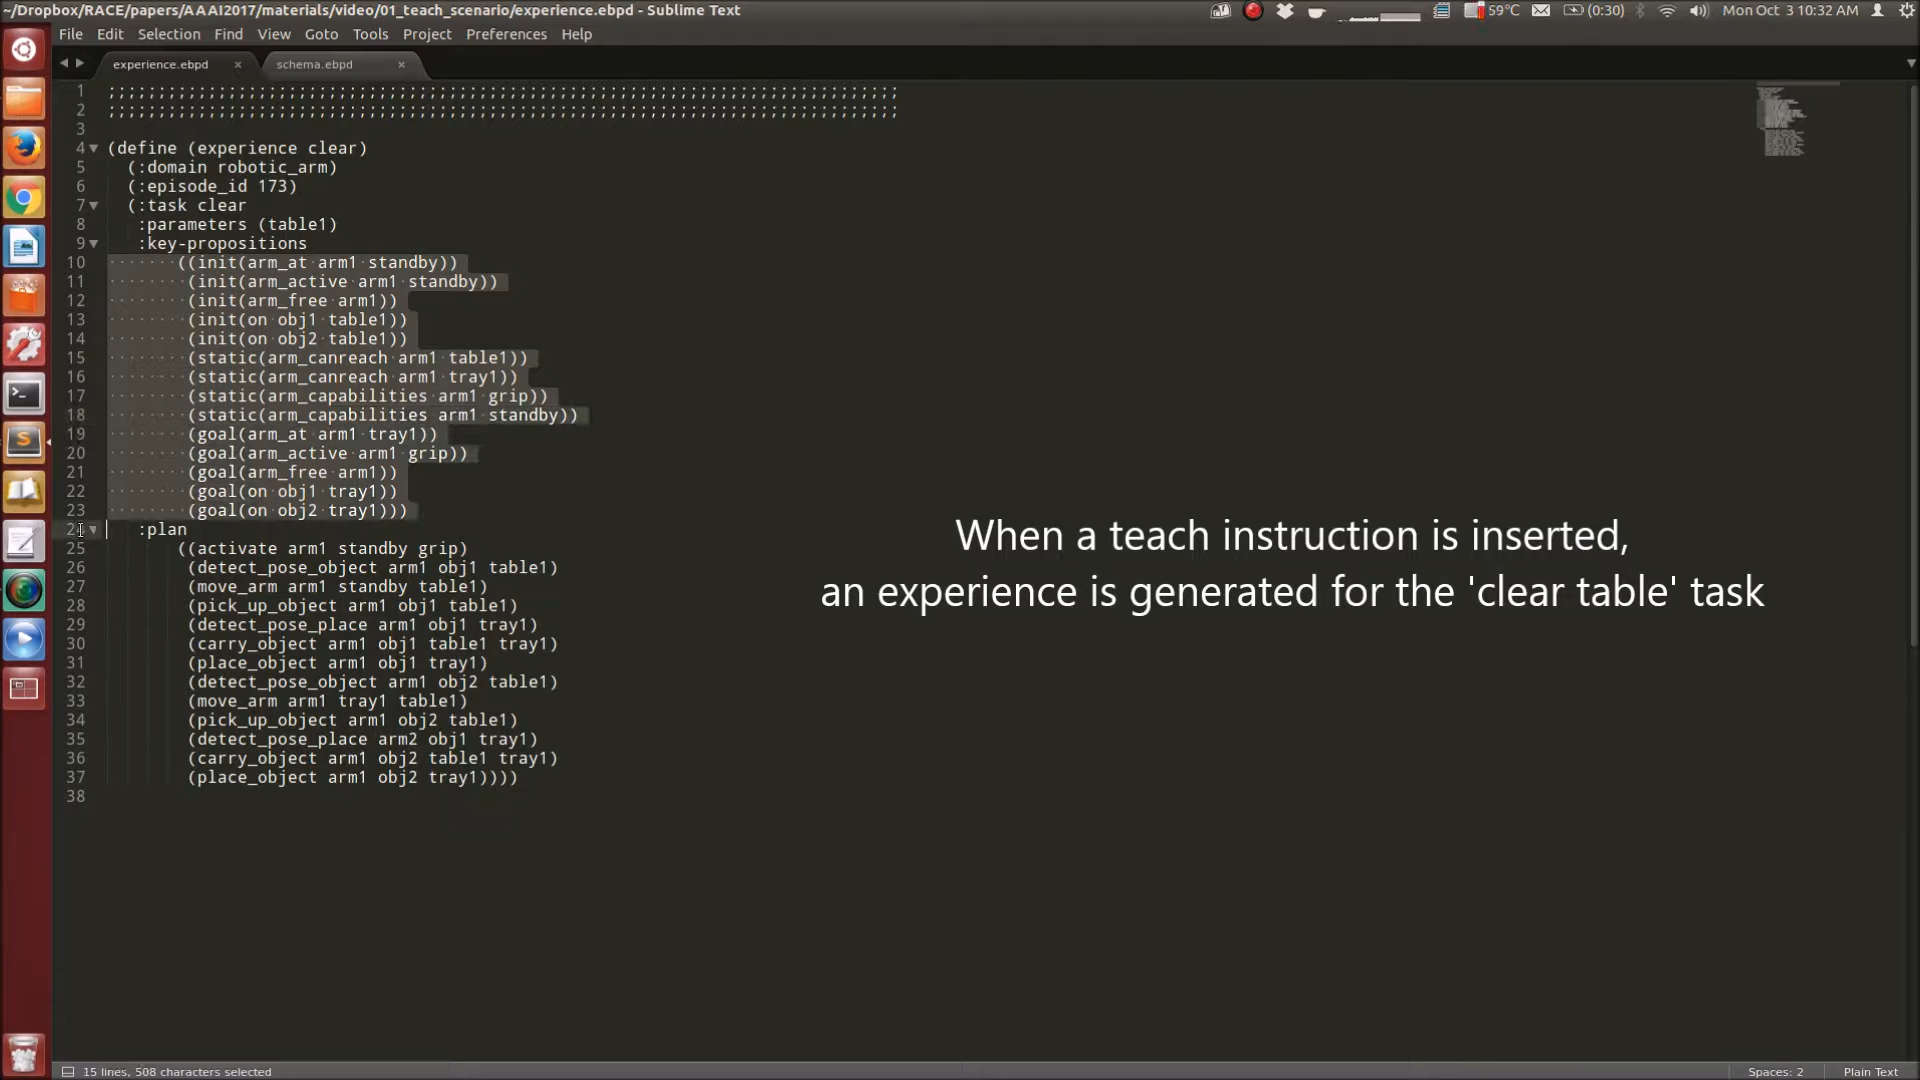 ~/Dropbox/RACE/papers/AAAI2017/materials/video/01_teach_scenario/experience.ebpd - Sublime Text
59°C
(0:30)
Mon Oct 3 10:32 AM
File Edit Selection Find View Goto Tools Project Preferences Help
experience.ebpd
schema.ebpd
1 ;;;;;;;;;;;;;;;;;;;;;;;;;;;;;;;;;;;;;;;;;;;;;;;;;;;;;;;;;;;;;;;;;;;;;;;;;;;;;;;
2 ;;;;;;;;;;;;;;;;;;;;;;;;;;;;;;;;;;;;;;;;;;;;;;;;;;;;;;;;;;;;;;;;;;;;;;;;;;;;;;;
3
4 (define (experience clear)
5 (:domain robotic_arm)
6 (:episode_id 173)
7 (:task clear
8 :parameters (table1)
9 :key-propositions
10 ((init(arm_at arm1 standby))
11 (init(arm_active arm1 standby))
12 (init(arm_free arm1))
13 (init(on obj1 table1))
14 (init(on obj2 table1))
15 (static(arm_canreach arm1 table1))
16 (static(arm_canreach arm1 tray1))
17 (static(arm_capabilities arm1 grip))
18 (static(arm_capabilities arm1 standby))
19 (goal(arm_at arm1 tray1))
20 (goal(arm_active arm1 grip))
21 (goal(arm_free arm1))
22 (goal(on obj1 tray1))
23 (goal(on obj2 tray1)))
24 :plan
25 ((activate arm1 standby grip)
26 (detect_pose_object arm1 obj1 table1)
27 (move_arm arm1 standby table1)
28 (pick_up_object arm1 obj1 table1)
29 (detect_pose_place arm1 obj1 tray1)
30 (carry_object arm1 obj1 table1 tray1)
31 (place_object arm1 obj1 tray1)
32 (detect_pose_object arm1 obj2 table1)
33 (move_arm arm1 tray1 table1)
34 (pick_up_object arm1 obj2 table1)
35 (detect_pose_place arm2 obj1 tray1)
36 (carry_object arm1 obj2 table1 tray1)
37 (place_object arm1 obj2 tray1))))
38
When a teach instruction is inserted,
an experience is generated for the 'clear table' task
15 lines, 508 characters selected
Spaces: 2
Plain Text